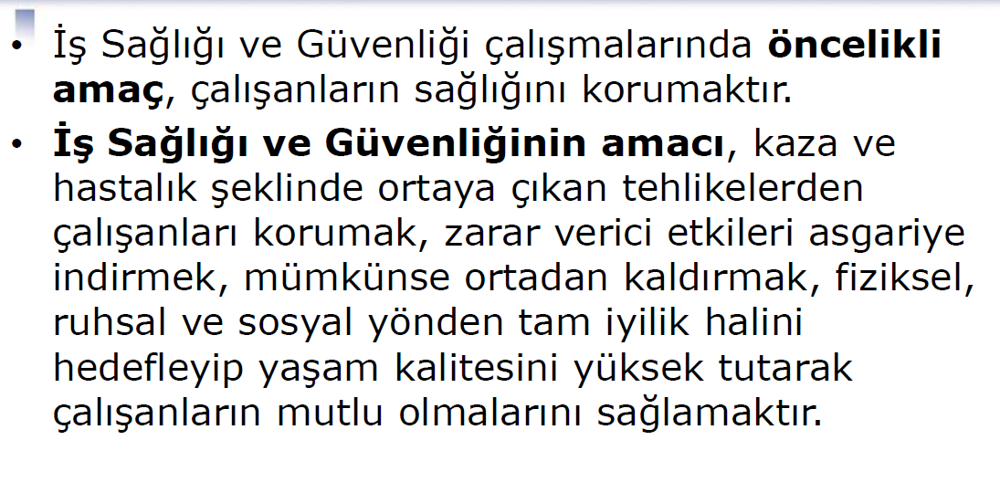 • İş Sağlığı ve Güvenliği çalışmalarında öncelikli
amaç, çalışanların sağlığını korumaktır.
• İş Sağlığı ve Güvenliğinin amacı, kaza ve
hastalık şeklinde ortaya çıkan tehlikelerden
çalışanları korumak, zarar verici etkileri asgariye
indirmek, mümkünse ortadan kaldırmak, fiziksel,
ruhsal ve sosyal yönden tam iyilik halini
hedefleyip yaşam kalitesini yüksek tutarak
çalışanların mutlu olmalarını sağlamaktır.